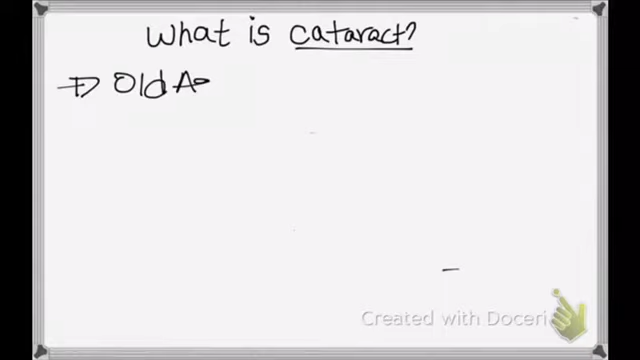 What is cataract?
⇒ Old A
Created with Doceri